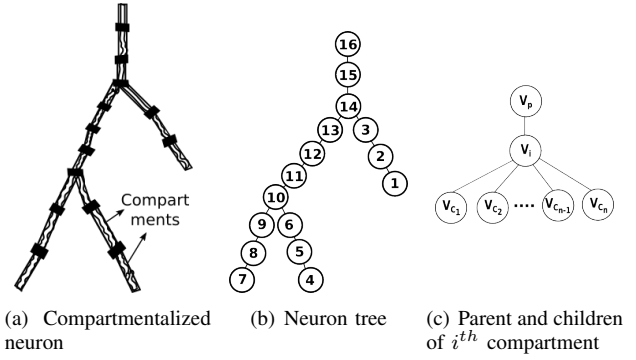 Compart
ments
16
15
14
13
3
12
2
11
1
10
9
6
8
5
7
4
Vp
Vi
Vc1
Vc2
....
Vcn-1
Vcn
(a) Compartmentalized
neuron
(b) Neuron tree
(c) Parent and children
of i^th compartment